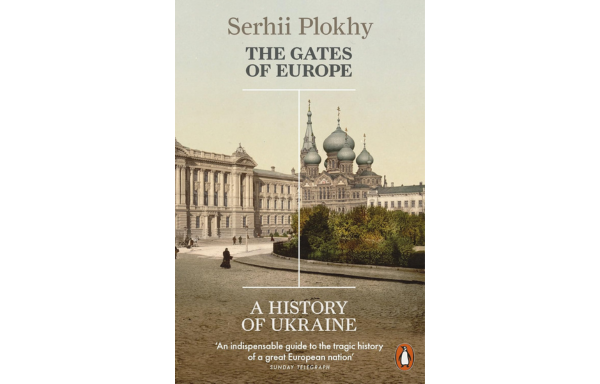 Serhii Plokhy
THE GATES
OF EUROPE
A HISTORY
OF UKRAINE
‘An indispensable guide to the tragic history
of a great European nation’
SUNDAY TELEGRAPH